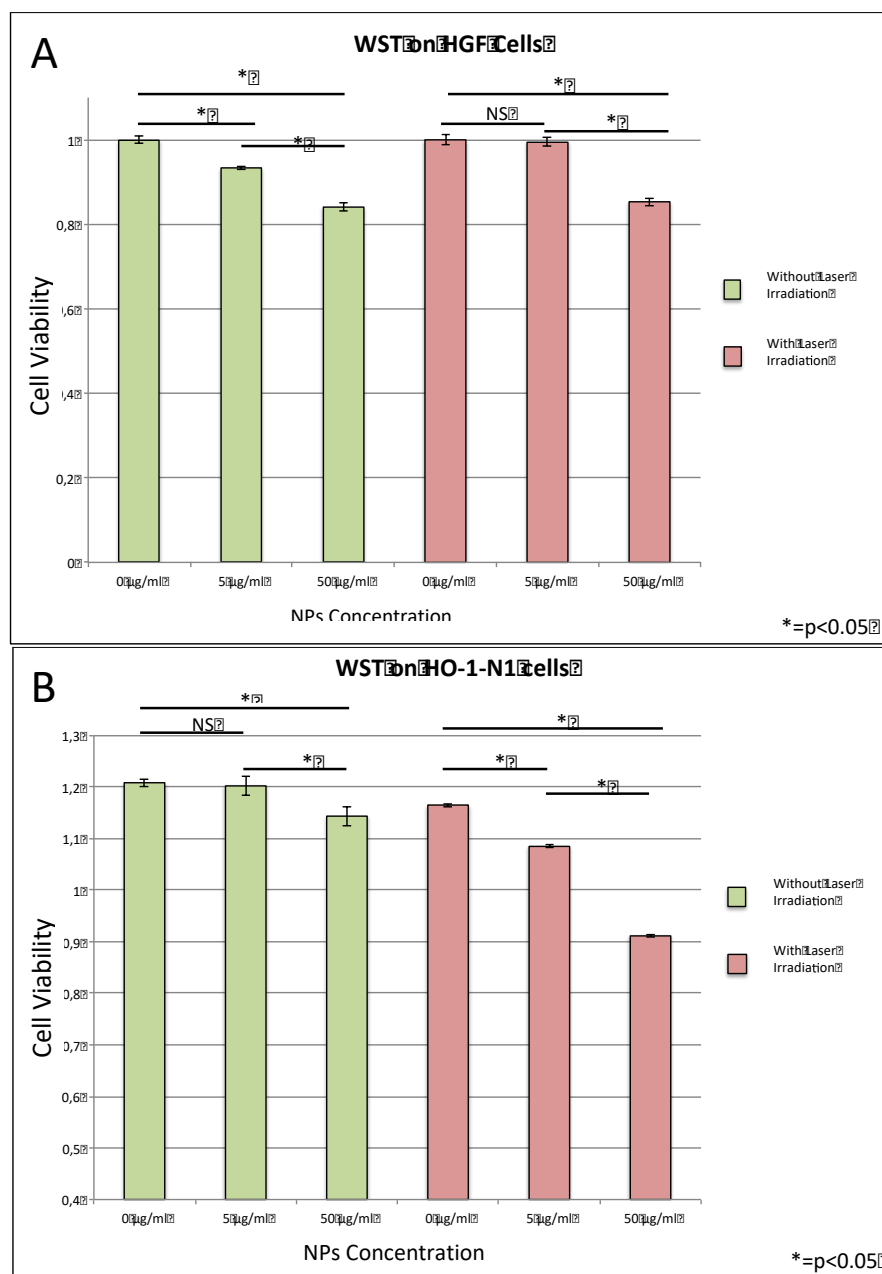 A
WST on HGF Cells
*
*
*
*
NS
*
1
0,8
0,6
0,4
0,2
0
Cell Viability
Without Laser
Irradiation
With Laser
Irradiation
0 µg/ml
5 µg/ml
50 µg/ml
0 µg/ml
5 µg/ml
50 µg/ml
NPs Concentration
*=p<0.05
B
WST on HO-1-N1 cells
*
NS
*
*
*
*
1,3
1,2
1,1
1
0,9
0,8
0,7
0,6
0,5
0,4
Cell Viability
Without Laser
Irradiation
With Laser
Irradiation
0 µg/ml
5 µg/ml
50 µg/ml
0 µg/ml
5 µg/ml
50 µg/ml
NPs Concentration
*=p<0.05